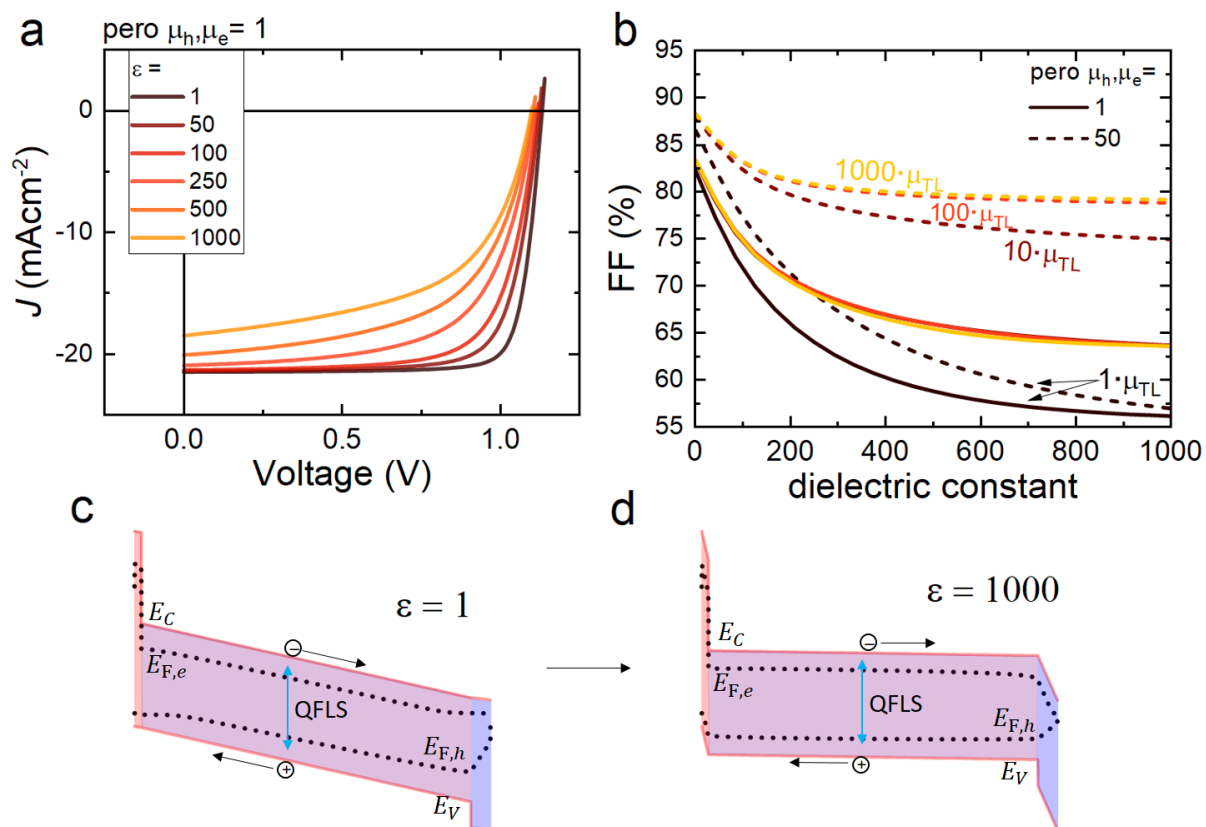 a
pero μh,μe= 1
ε =
1
50
100
250
500
1000
0
-10
-20
J (mAcm-2)
0.0
0.5
1.0
Voltage (V)
b
pero μh,μe=
1
50
95
90
85
80
75
70
65
60
55
FF (%)
1000·μTL
100·μTL
10·μTL
1·μTL
0
200
400
600
800
1000
dielectric constant
c
ε = 1
EC
−
EF,e
QFLS
EF,h
+
EV
d
ε = 1000
EC
−
EF,e
QFLS
EF,h
+
EV